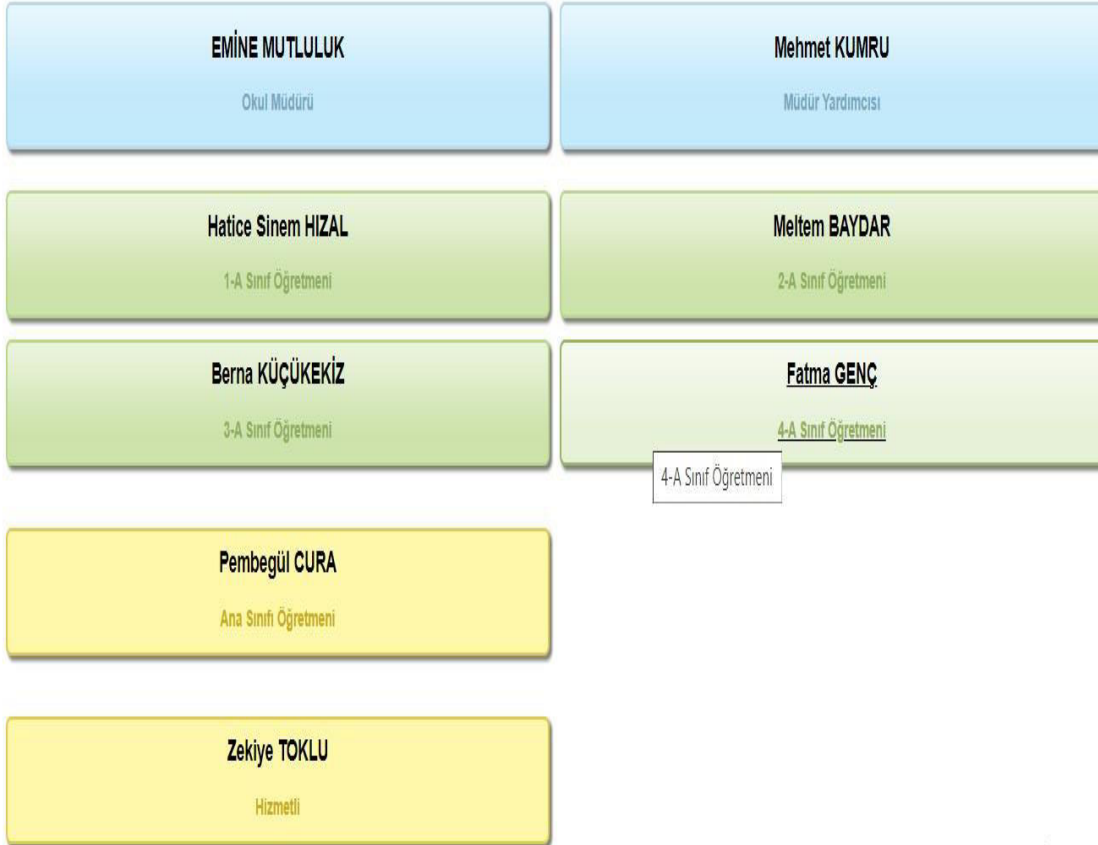 EMİNE MUTLULUK
Okul Müdürü
Mehmet KUMRU
Müdür Yardımcısı
Hatice Sinem HIZAL
1-A Sınıf Öğretmeni
Meltem BAYDAR
2-A Sınıf Öğretmeni
Berna KÜÇÜKEKİZ
3-A Sınıf Öğretmeni
Fatma GENÇ
4-A Sınıf Öğretmeni
4-A Sınıf Öğretmeni
Pembegül CURA
Ana Sınıfı Öğretmeni
Zekiye TOKLU
Hizmetli